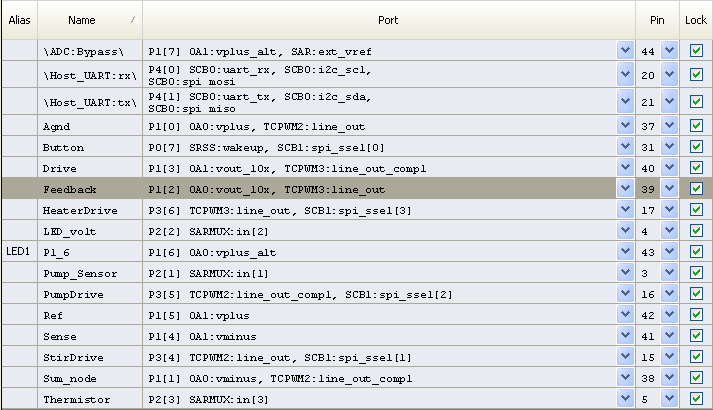 Alias Name / Port Pin Lock
\ADC:Bypass\ P1[7] OA1:vplus_alt, SAR:ext_vref 44
\Host_UART:rx\ P4[0] SCB0:uart_rx, SCB0:i2c_scl,
SCB0:spi_mosi 20
\Host_UART:tx\ P4[1] SCB0:uart_tx, SCB0:i2c_sda,
SCB0:spi_miso 21
Agnd P1[0] OA0:vplus, TCPWM2:line_out 37
Button P0[7] SRSS:wakeup, SCB1:spi_ssel[0] 31
Drive P1[3] OA1:vout_10x, TCPWM3:line_out_compl 40
Feedback P1[2] OA0:vout_10x, TCPWM3:line_out 39
HeaterDrive P3[6] TCPWM3:line_out, SCB1:spi_ssel[3] 17
LED_volt P2[2] SARMUX:in[2] 4
LED1 P1_6 P1[6] OA0:vplus_alt 43
Pump_Sensor P2[1] SARMUX:in[1] 3
PumpDrive P3[5] TCPWM2:line_out_compl, SCB1:spi_ssel[2] 16
Ref P1[5] OA1:vplus 42
Sense P1[4] OA1:vminus 41
StirDrive P3[4] TCPWM2:line_out, SCB1:spi_ssel[1] 15
Sum_node P1[1] OA0:vminus, TCPWM2:line_out_compl 38
Thermistor P2[3] SARMUX:in[3] 5